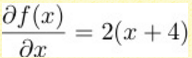 ∂f(x)/∂x = 2(x + 4)